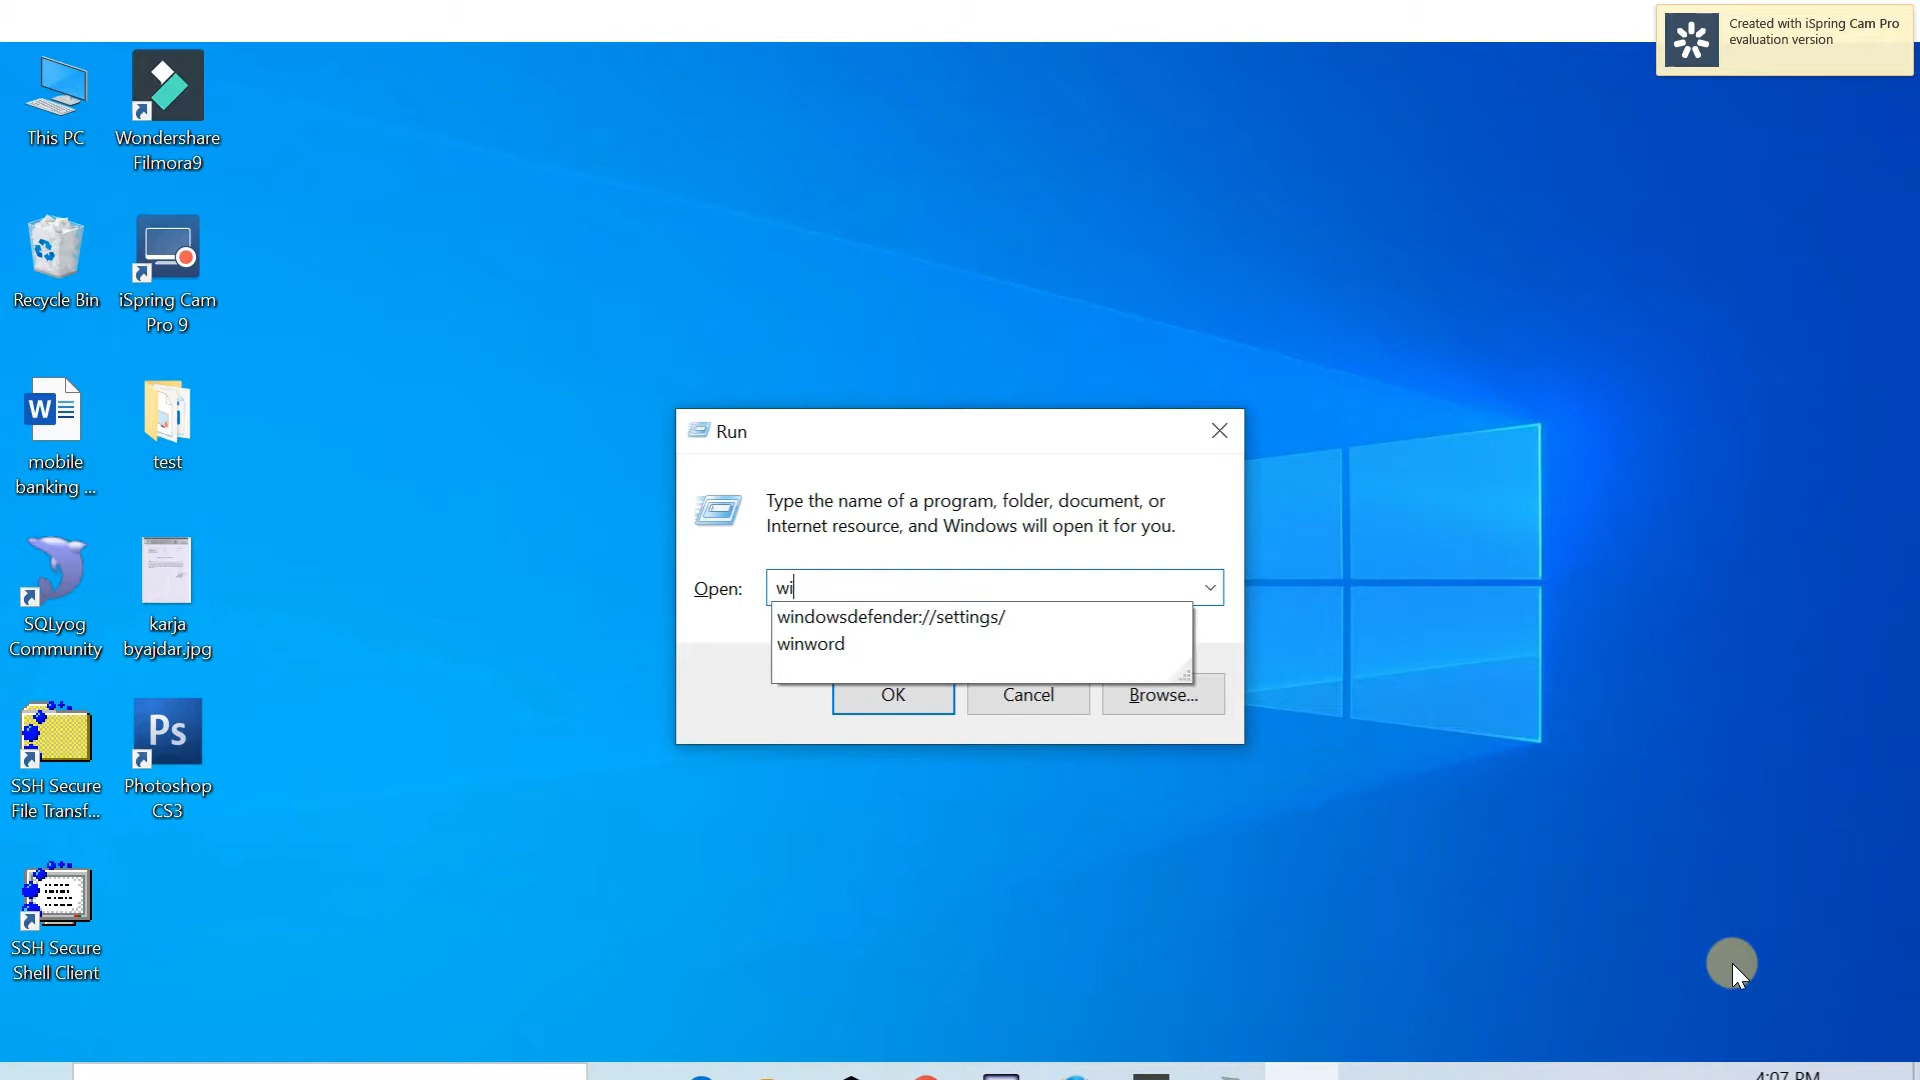 Created with iSpring Cam Pro
evaluation version
This PC
Wondershare
Filmora9
Recycle Bin
iSpring Cam
Pro 9
W
mobile
banking ...
test
SQLyog
Community
karja
byajdar.jpg
SSH Secure
File Transf...
Ps
Photoshop
CS3
SSH Secure
Shell Client
Run
Type the name of a program, folder, document, or
Internet resource, and Windows will open it for you.
Open:
wi
windowsdefender://settings/
winword
OK
Cancel
Browse...
4:07 PM